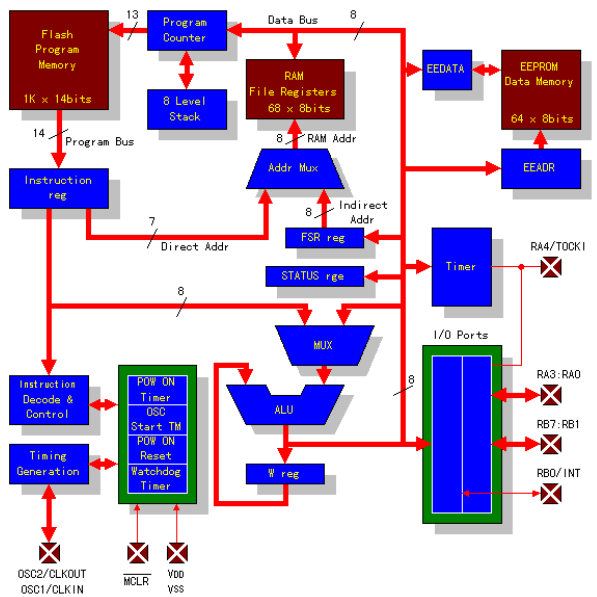 13
Program
Counter
Data Bus
8
Flash
Program
Memory
1K x 14bits
8 Level
Stack
RAM
File Registers
68 x 8bits
EEDATA
EEPROM
Data Memory
64 x 8bits
14
Program Bus
8
RAM Addr
Instruction
reg
Addr Mux
EEADR
7
Direct Addr
8
Indirect
Addr
FSR reg
STATUS rge
Timer
RA4/TOCKI
8
MUX
I/O Ports
Instruction
Decode &
Control
POW ON
Timer
OSC
Start TM
POW ON
Reset
Watchdog
Timer
ALU
8
RA3:RA0
RB7:RB1
Timing
Generation
W reg
RB0/INT
OSC2/CLKOUT
OSC1/CLKIN
MCLR
VDD
VSS